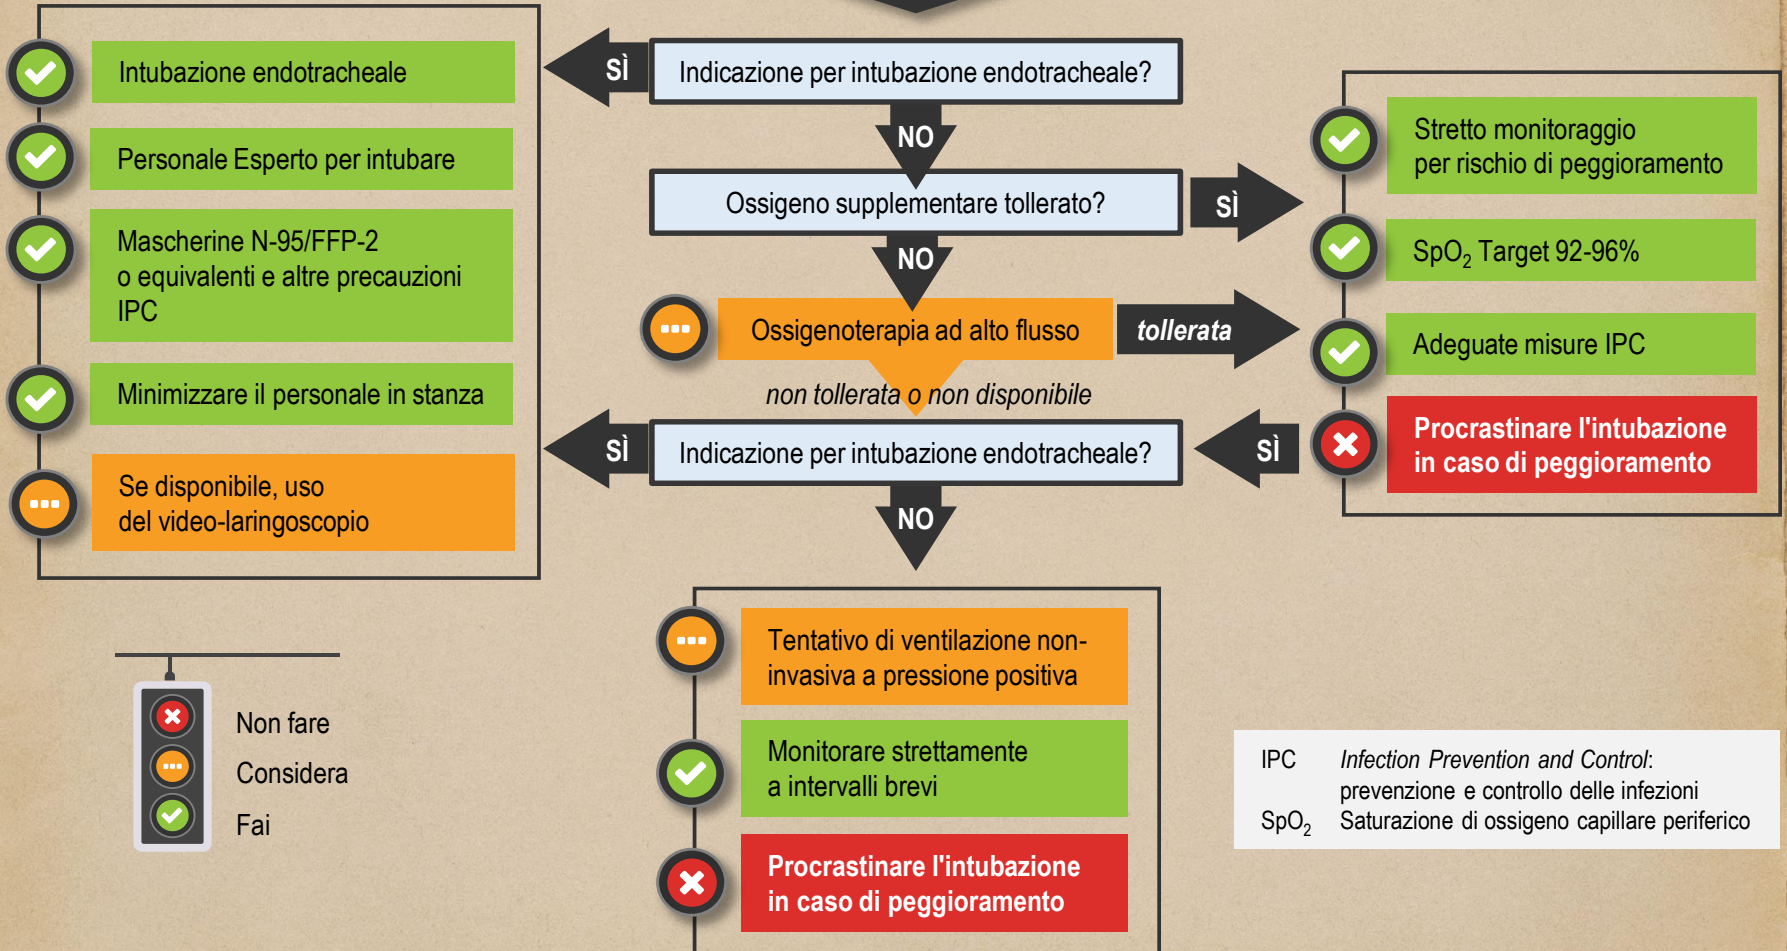 Indicazione per intubazione endotracheale?
SÌ
NO
Intubazione endotracheale
Personale Esperto per intubare
Mascherine N-95/FFP-2
o equivalenti e altre precauzioni
IPC
Minimizzare il personale in stanza
Se disponibile, uso
del video-laringoscopio
Ossigeno supplementare tollerato?
SÌ
NO
Ossigenoterapia ad alto flusso
tollerata
non tollerata o non disponibile
Stretto monitoraggio
per rischio di peggioramento
SpO₂ Target 92-96%
Adeguate misure IPC
Procrastinare l'intubazione
in caso di peggioramento
SÌ
Indicazione per intubazione endotracheale?
SÌ
NO
Tentativo di ventilazione non-
invasiva a pressione positiva
Monitorare strettamente
a intervalli brevi
Procrastinare l'intubazione
in caso di peggioramento
Non fare
Considera
Fai
IPC Infection Prevention and Control:
prevenzione e controllo delle infezioni
SpO₂ Saturazione di ossigeno capillare periferico